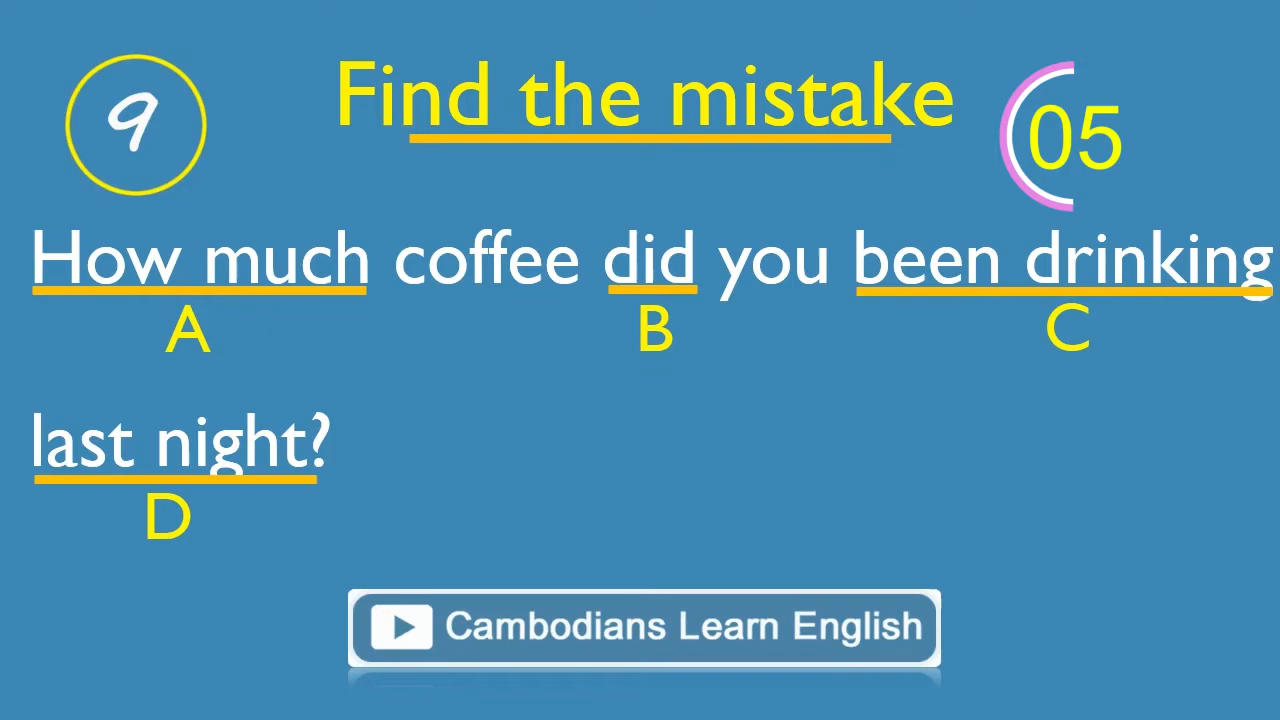 9
Find the mistake
05
How much coffee did you been drinking
A B C
last night?
D
Cambodians Learn English